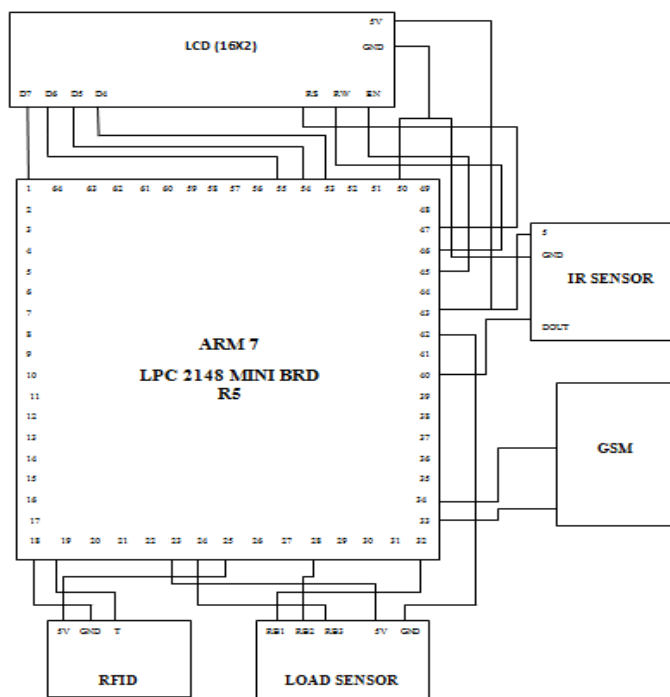 5V
LCD (16X2)
GND
D7 D6 D5 D4 RS RW EN
1 64 63 62 61 60 59 58 57 56 55 54 53 52 51 50 49
2 48
3 47
4 46
5 45
6 44
7 43
8 42
9 41
10 40
11 39
12 38
13 37
14 36
15 35
16 34
17 33
18 19 20 21 22 23 24 25 26 27 28 29 30 31 32
ARM 7
LPC 2148 MINI BRD
R5
5
GND
IR SENSOR
DOUT
GSM
5V GND T
RFID
RB1 RB2 RB3 5V GND
LOAD SENSOR